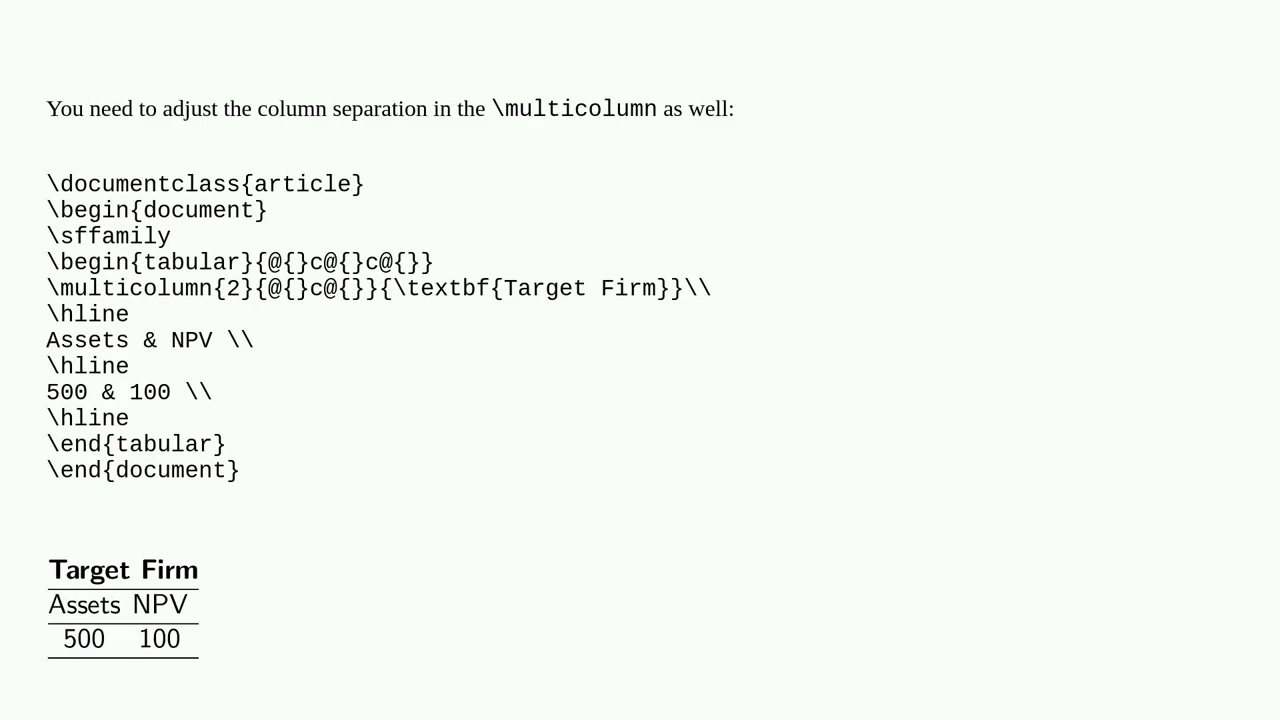 You need to adjust the column separation in the \multicolumn as well:
\documentclass{article}
\begin{document}
\sffamily
\begin{tabular}{@{}c@{}c@{}}
\multicolumn{2}{@{}c@{}}{\textbf{Target Firm}}\\
\hline
Assets & NPV \\
\hline
500 & 100 \\
\hline
\end{tabular}
\end{document}
Target Firm
Assets NPV
500 100